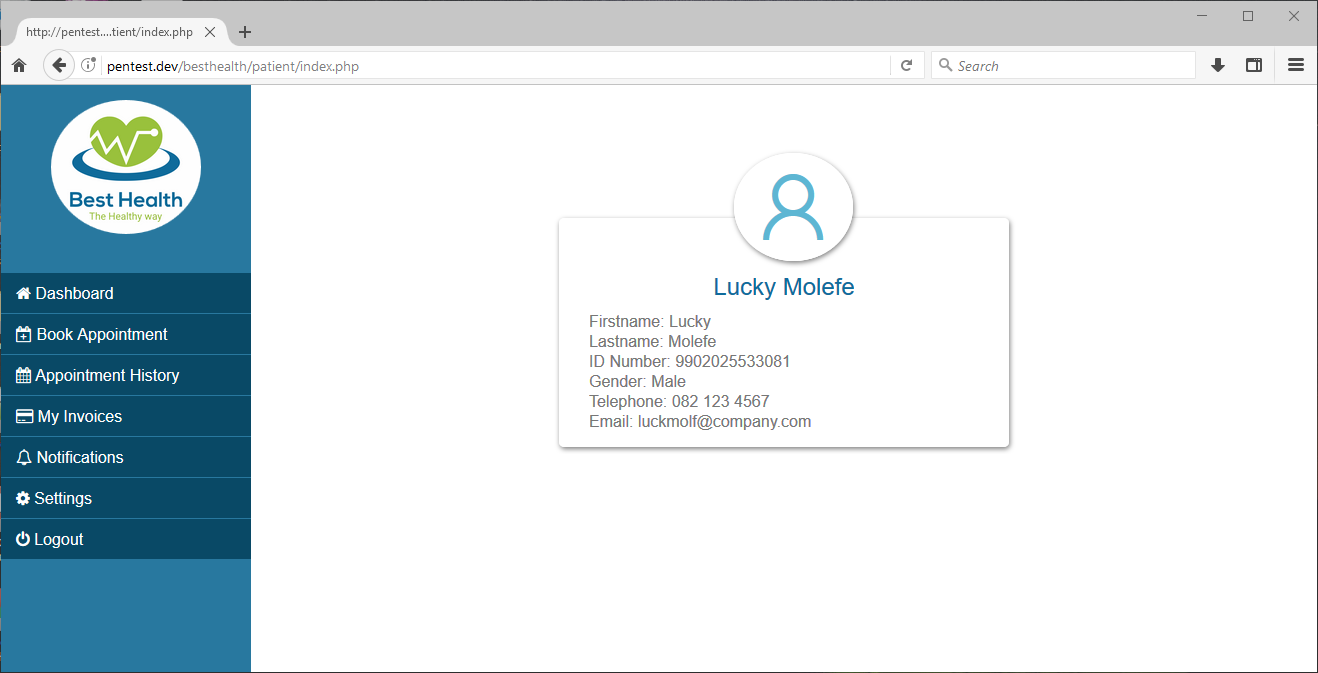 http://pentest....tient/index.php
pentest.dev/besthealth/patient/index.php
Search
Best Health
The Healthy way
Dashboard
Book Appointment
Appointment History
My Invoices
Notifications
Settings
Logout
Lucky Molefe
Firstname: Lucky
Lastname: Molefe
ID Number: 9902025533081
Gender: Male
Telephone: 082 123 4567
Email: luckmolf@company.com